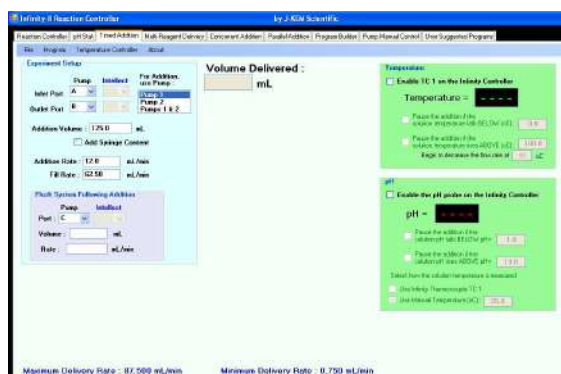 Infinity-II Reaction Controller by J-KEM Scientific
Reaction Controller pH Stat Timed Addition Multi-Reagent Delivery Concurrent Addition Parallel Addition Program Builder Pump Manual Control User Suggested Programs
File Program Temperature Controller About
Experiment Setup
Pump Intellect
For Addition, use Pump :
Inlet Port A
Pump 1
Pump 2
Pumps 1 & 2
Outlet Port B
Addition Volume : 125.0 mL
Add Syringe Content
Addition Rate : 12.0 mL/min
Fill Rate : 62.50 mL/min
Flush System Following Addition
Pump Intellect
Port : C
Volume : mL
Rate : mL/min
Volume Delivered :
mL
Temperature
Enable TC 1 on the Infinity Controller
Temperature = ----
Pause the addition if the
solution temperature falls BELOW (oC):
Pause the addition if the
solution temperature rises ABOVE (oC): 100.0
Begin to decrease the flow rate at oC
pH
Enable the pH probe on the Infinity Controller
pH = ----
Pause the addition if the
solution pH falls BELOW pH=
Pause the addition if the
solution pH rises ABOVE pH=
Select how the solution temperature is measured
Use Infinity Thermocouple TC 1
Use Manual Temperature (oC):
Maximum Delivery Rate : 87.500 mL/min Minimum Delivery Rate : 0.750 mL/min